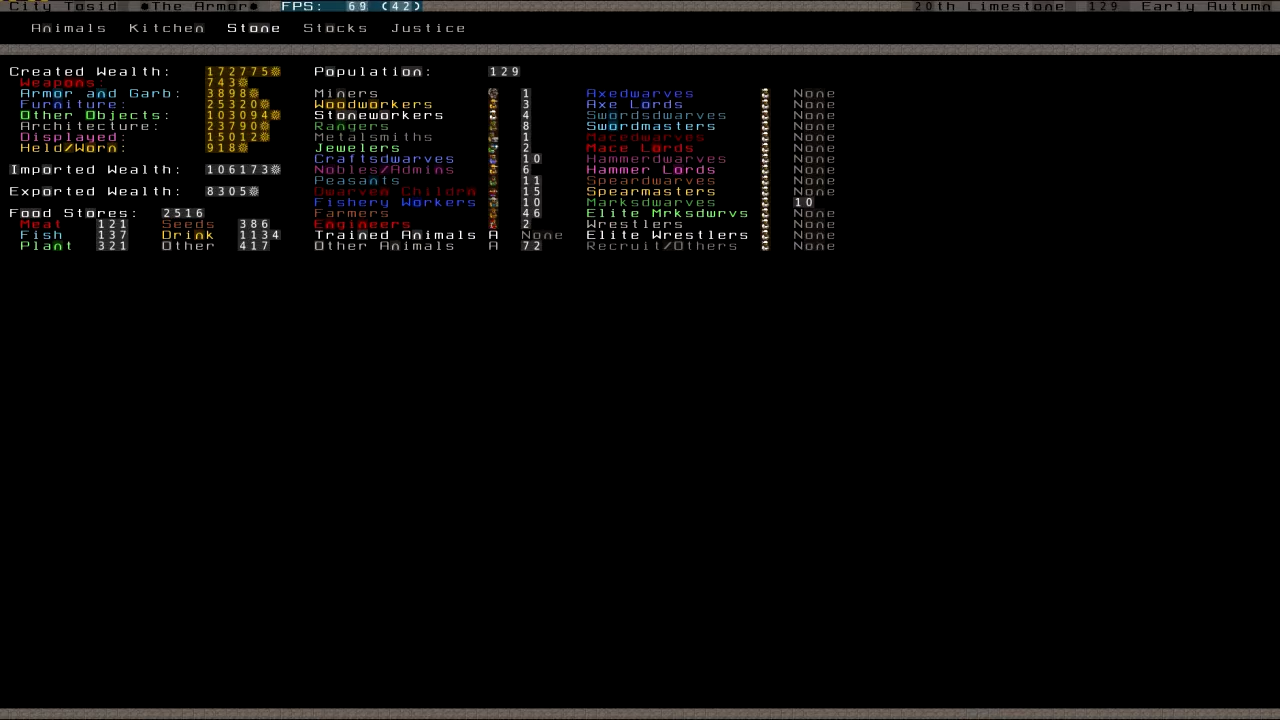 City Tosid ●The Armor● FPS: 69 (42) 20th Limestone 129 Early Autumn
Animals Kitchen Stone Stocks Justice
Created Wealth: 172775☼ Population: 129
Weapons: 743☼
Armor and Garb: 3898☼ Miners 1 Axedwarves None
Furniture: 25320☼ Woodworkers 3 Axe Lords None
Other Objects: 103094☼ Stoneworkers 4 Swordsdwarves None
Architecture: 23790☼ Rangers 8 Swordmasters None
Displayed: 15012☼ Metalsmiths 1 Macedwarves None
Held/Worn: 918☼ Jewelers 2 Mace Lords None
Craftsdwarves 10 Hammerdwarves None
Imported Wealth: 106173☼ Nobles/Admins 6 Hammer Lords None
Peasants 11 Speardwarves None
Exported Wealth: 8305☼ Dwarven Childrn 15 Spearmasters None
Fishery Workers 10 Marksdwarves 10
Food Stores: 2516 Farmers 46 Elite Mrksdwrvs None
Meat 121 Seeds 386 Engineers 2 Wrestlers None
Fish 137 Drink 1134 Trained Animals A None Elite Wrestlers None
Plant 321 Other 417 Other Animals A 72 Recruit/Others None